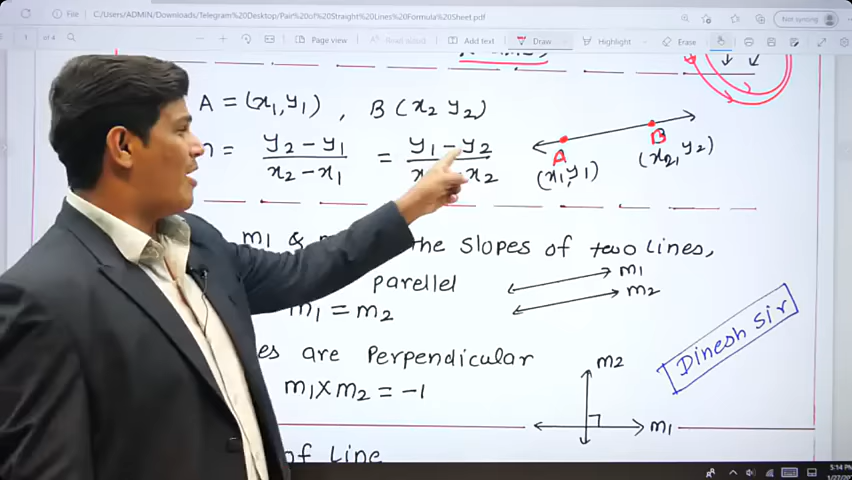 File C:/Users/ADMIN/Downloads/Telegram%20Desktop/Pair%20of%20Straight%20Lines%20Formula%20Sheet.pdf Not syncing
1 of 4 Page view Read aloud Add text Draw Highlight Erase
A = (x1, y1) , B (x2 y2)
= y2 - y1 / x2 - x1 = y1 - y2 / x2
A B
(x1, y1) (x2, y2)
m1 & the slopes of two Lines,
parellel m1
m1 = m2 m2
are Perpendicular m2
m1 x m2 = -1
m1
of Line
Dinesh Sir
5:14 PM